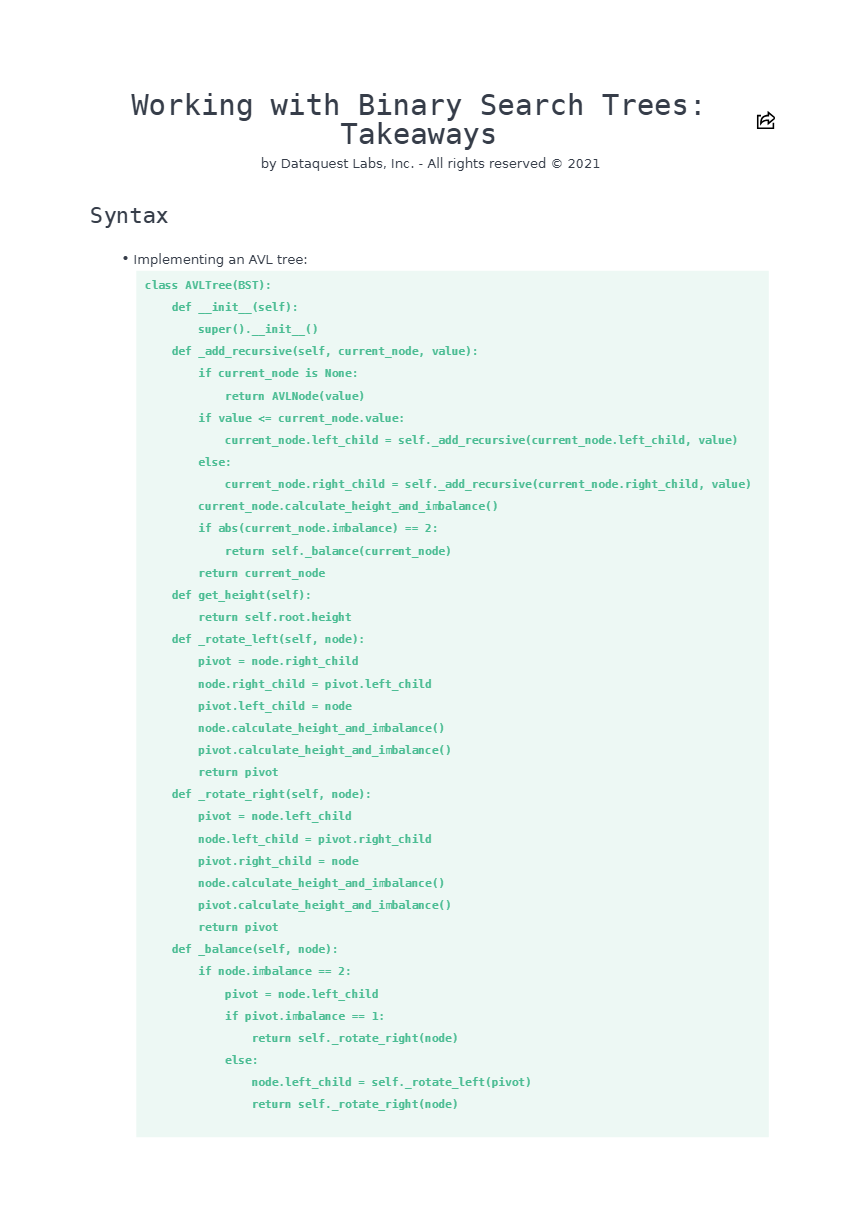 Working with Binary Search Trees:
Takeaways
by Dataquest Labs, Inc. - All rights reserved © 2021
Syntax
• Implementing an AVL tree:
class AVLTree(BST):
    def __init__(self):
        super().__init__()
    def _add_recursive(self, current_node, value):
        if current_node is None:
            return AVLNode(value)
        if value <= current_node.value:
            current_node.left_child = self._add_recursive(current_node.left_child, value)
        else:
            current_node.right_child = self._add_recursive(current_node.right_child, value)
        current_node.calculate_height_and_imbalance()
        if abs(current_node.imbalance) == 2:
            return self._balance(current_node)
        return current_node
    def get_height(self):
        return self.root.height
    def _rotate_left(self, node):
        pivot = node.right_child
        node.right_child = pivot.left_child
        pivot.left_child = node
        node.calculate_height_and_imbalance()
        pivot.calculate_height_and_imbalance()
        return pivot
    def _rotate_right(self, node):
        pivot = node.left_child
        node.left_child = pivot.right_child
        pivot.right_child = node
        node.calculate_height_and_imbalance()
        pivot.calculate_height_and_imbalance()
        return pivot
    def _balance(self, node):
        if node.imbalance == 2:
            pivot = node.left_child
            if pivot.imbalance == 1:
                return self._rotate_right(node)
            else:
                node.left_child = self._rotate_left(pivot)
                return self._rotate_right(node)